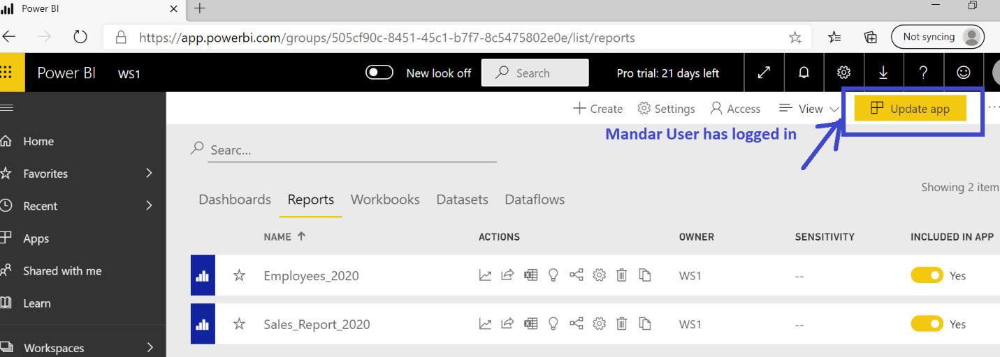 Power BI
https://app.powerbi.com/groups/505cf90c-8451-45c1-b7f7-8c5475802e0e/list/reports
Not syncing
Power BI WS1 New look off Search Pro trial: 21 days left
Create Settings Access View Update app
Mandar User has logged in
Home
Favorites
Recent
Apps
Shared with me
Learn
Workspaces
Searc...
Showing 2 item
Dashboards Reports Workbooks Datasets Dataflows
NAME ACTIONS OWNER SENSITIVITY INCLUDED IN APP
Employees_2020 WS1 -- Yes
Sales_Report_2020 WS1 -- Yes